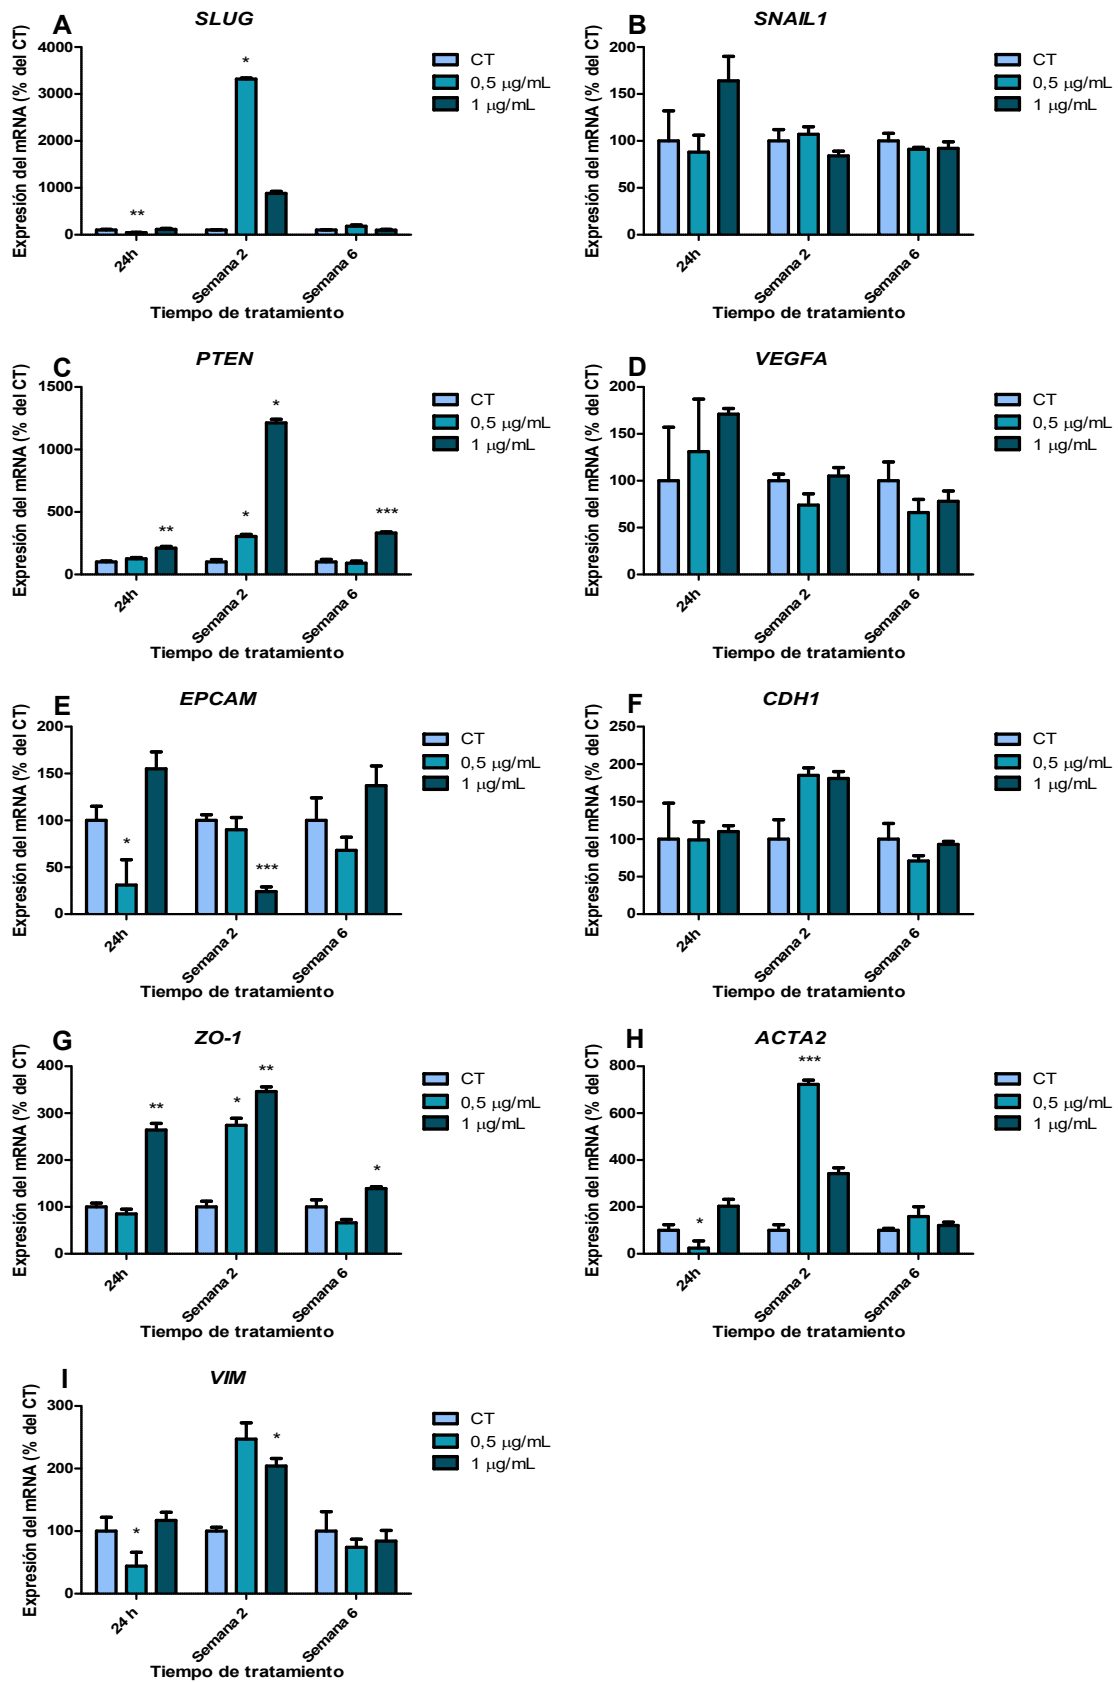 A
SLUG
Expresión del mRNA (% del CT)
4000
3000
2000
1000
0
**
*
24h
Semana 2
Semana 6
Tiempo de tratamiento
CT
0,5 µg/mL
1 µg/mL
B
SNAIL1
Expresión del mRNA (% del CT)
200
150
100
50
0
24h
Semana 2
Semana 6
Tiempo de tratamiento
CT
0,5 µg/mL
1 µg/mL
C
PTEN
Expresión del mRNA (% del CT)
1500
1000
500
0
**
*
*
***
24h
Semana 2
Semana 6
Tiempo de tratamiento
CT
0,5 µg/mL
1 µg/mL
D
VEGFA
Expresión del mRNA (% del CT)
200
150
100
50
0
24h
Semana 2
Semana 6
Tiempo de tratamiento
CT
0,5 µg/mL
1 µg/mL
E
EPCAM
Expresión del mRNA (% del CT)
200
150
100
50
0
*
***
24h
Semana 2
Semana 6
Tiempo de tratamiento
CT
0,5 µg/mL
1 µg/mL
F
CDH1
Expresión del mRNA (% del CT)
250
200
150
100
50
0
24h
Semana 2
Semana 6
Tiempo de tratamiento
CT
0,5 µg/mL
1 µg/mL
G
ZO-1
Expresión del mRNA (% del CT)
400
300
200
100
0
**
*
**
*
24h
Semana 2
Semana 6
Tiempo de tratamiento
CT
0,5 µg/mL
1 µg/mL
H
ACTA2
Expresión del mRNA (% del CT)
800
600
400
200
0
*
***
24h
Semana 2
Semana 6
Tiempo de tratamiento
CT
0,5 µg/mL
1 µg/mL
I
VIM
Expresión del mRNA (% del CT)
300
200
100
0
*
*
24 h
Semana 2
Semana 6
Tiempo de tratamiento
CT
0,5 µg/mL
1 µg/mL